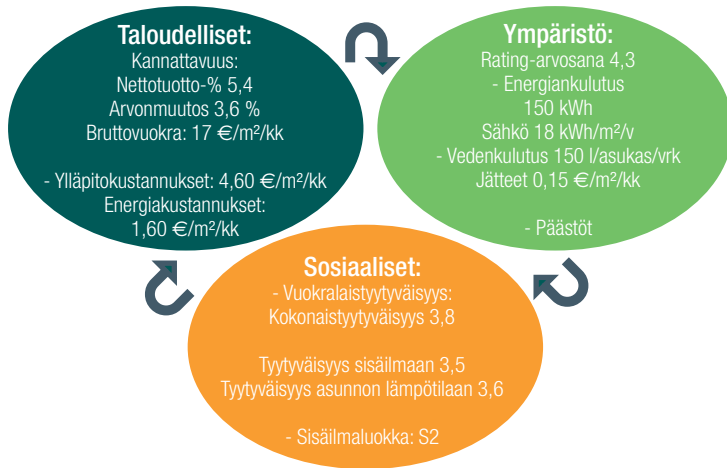 Taloudelliset:
Kannattavuus:
Nettotuotto-% 5,4
Arvonmuutos 3,6 %
Bruttovuokra: 17 €/m²/kk
- Ylläpitokustannukset: 4,60 €/m²/kk
Energiakustannukset:
1,60 €/m²/kk
Ympäristö:
Rating-arvosana 4,3
- Energiankulutus
150 kWh
Sähkö 18 kWh/m²/v
- Vedenkulutus 150 l/asukas/vrk
Jätteet 0,15 €/m²/kk
- Päästöt
Sosiaaliset:
- Vuokralaistyytyväisyys:
Kokonaistyytyväisyys 3,8
Tyytyväisyys sisäilmaan 3,5
Tyytyväisyys asunnon lämpötilaan 3,6
- Sisäilmaluokka: S2